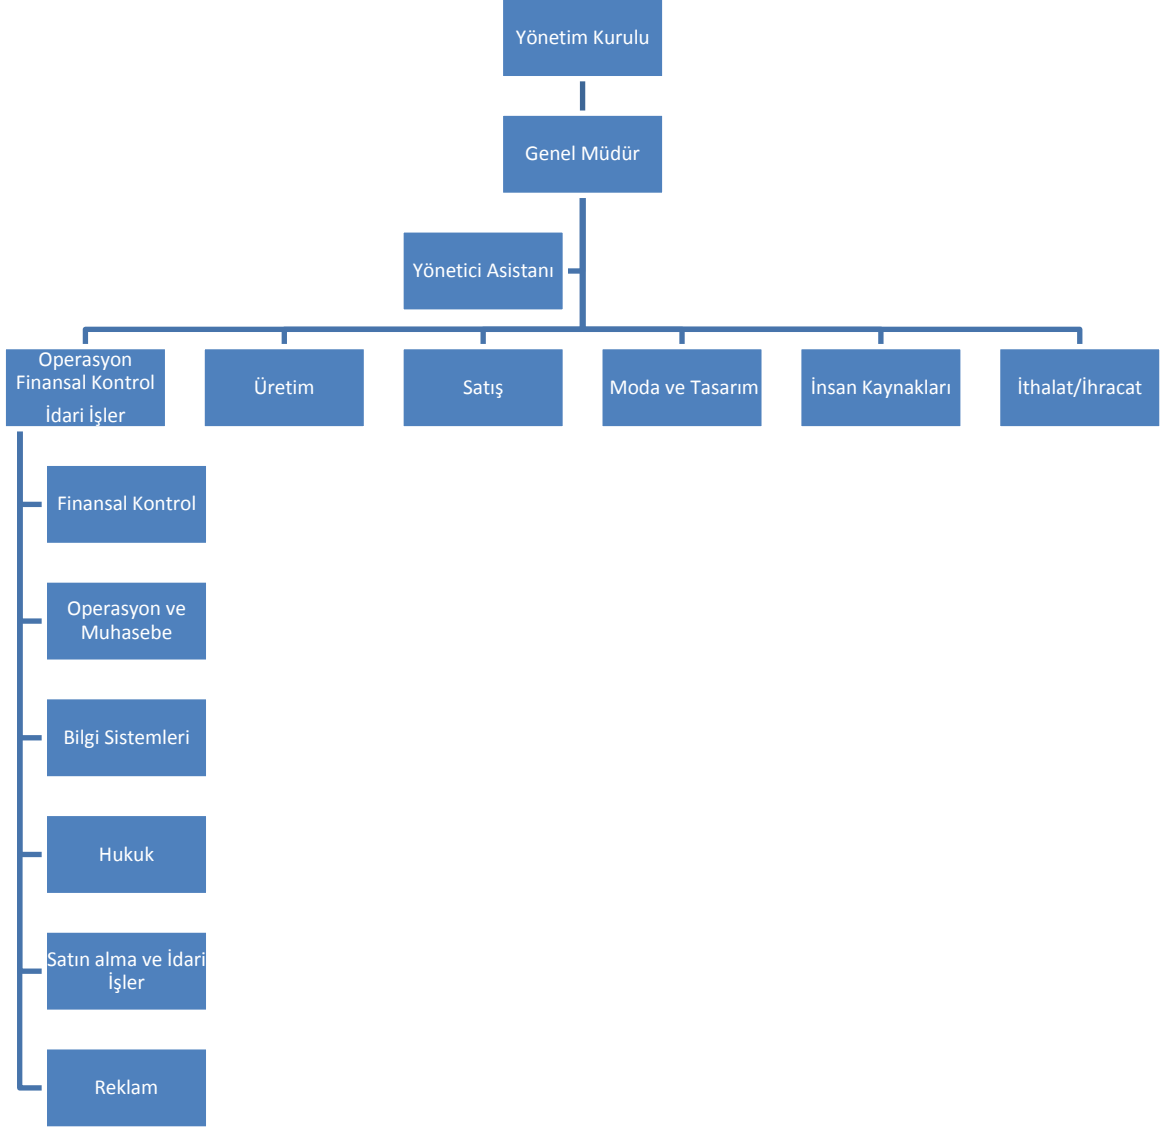 Yönetim Kurulu
Genel Müdür
Yönetici Asistanı
Operasyon
Finansal Kontrol
İdari İşler
Üretim
Satış
Moda ve Tasarım
İnsan Kaynakları
İthalat/İhracat
Finansal Kontrol
Operasyon ve
Muhasebe
Bilgi Sistemleri
Hukuk
Satın alma ve İdari
İşler
Reklam